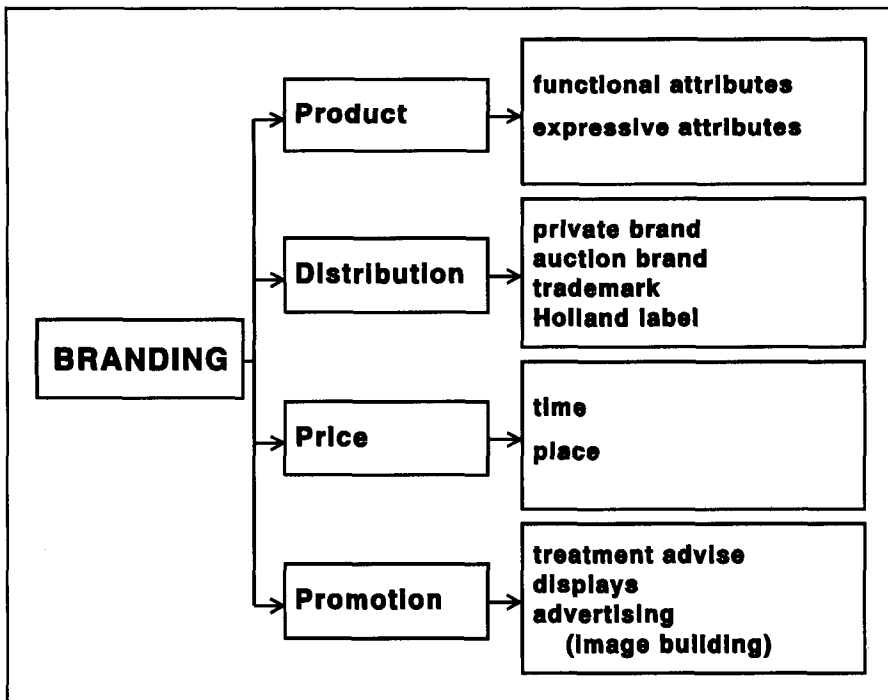 BRANDING
Product
functional attributes
expressive attributes
Distribution
private brand
auction brand
trademark
Holland label
Price
time
place
Promotion
treatment advise
displays
advertising
(image building)